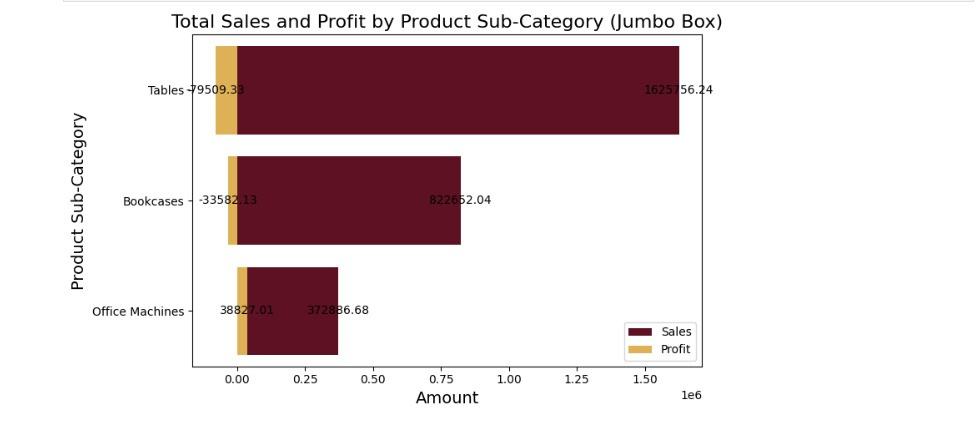 Total Sales and Profit by Product Sub-Category (Jumbo Box)
Product Sub-Category
Tables
-79509.33
1625756.24
Bookcases
-33582.13
822652.04
Office Machines
38827.01
372886.68
Sales
Profit
0.00 0.25 0.50 0.75 1.00 1.25 1.50
1e6
Amount